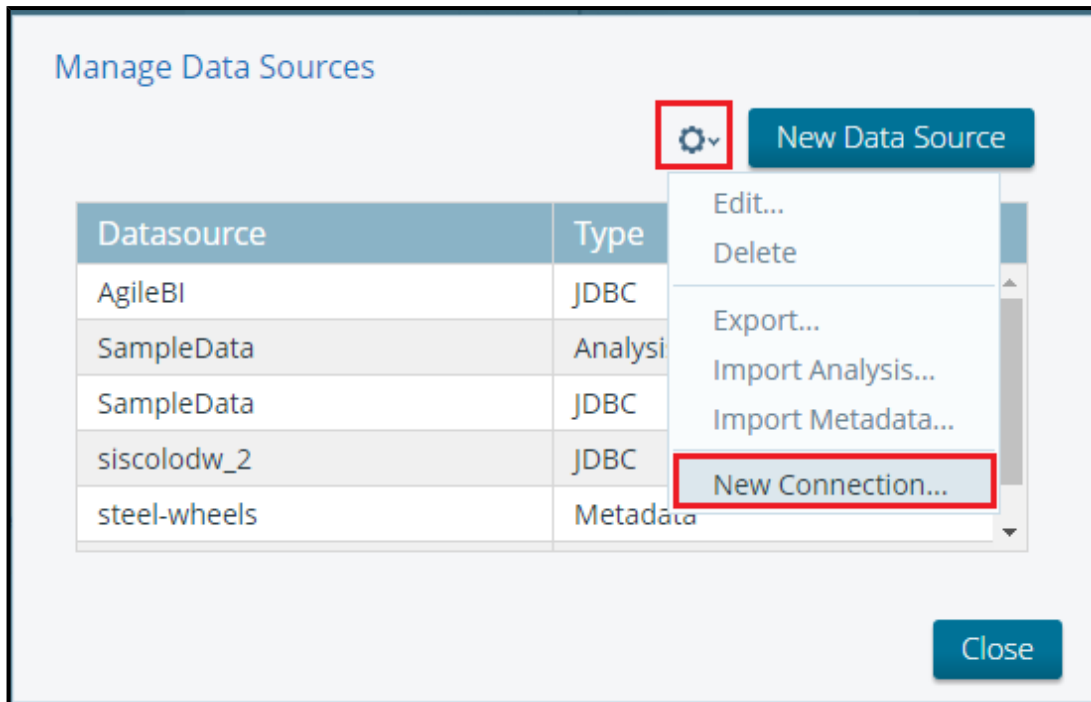 Manage Data Sources
New Data Source
Edit...
Delete
Export...
Import Analysis...
Import Metadata...
New Connection...
Datasource Type
AgileBI JDBC
SampleData Analysi
SampleData JDBC
siscolodw_2 JDBC
steel-wheels Metadata
Close